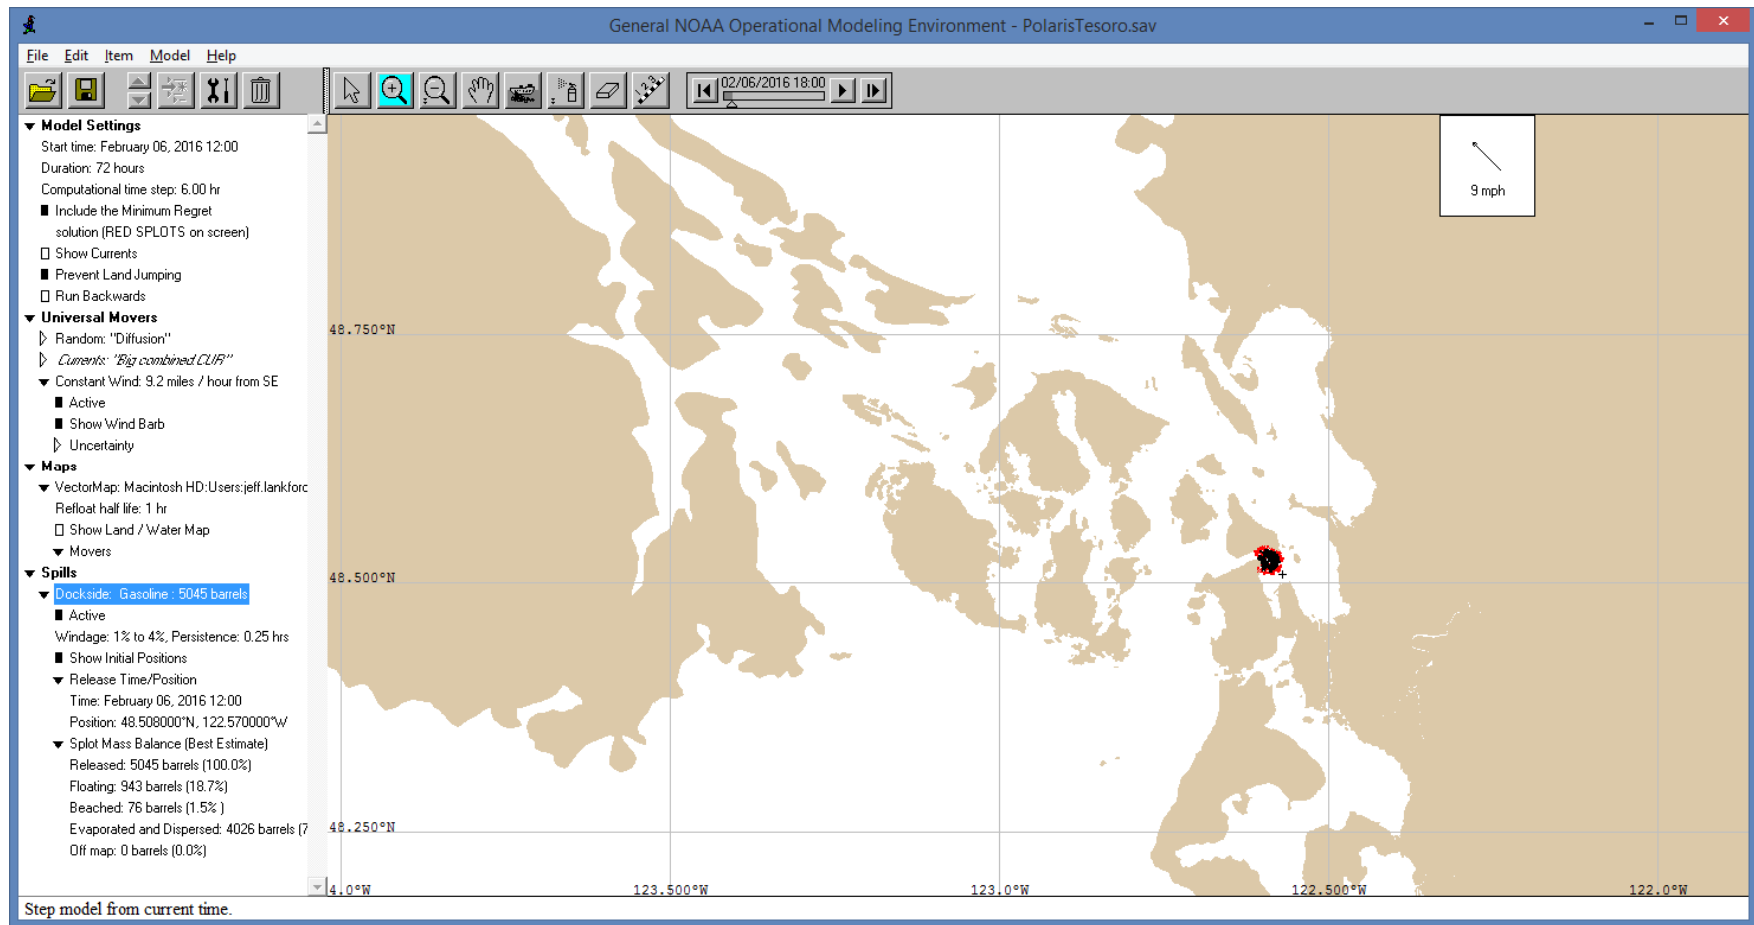 General NOAA Operational Modeling Environment - PolarisTesoro.sav
File Edit Item Model Help
02/06/2016 18:00
Model Settings
Start time: February 06, 2016 12:00
Duration: 72 hours
Computational time step: 6.00 hr
Include the Minimum Regret
solution (RED SPLOTS on screen)
Show Currents
Prevent Land Jumping
Run Backwards
Universal Movers
Random: "Diffusion"
Currents: "Big combined.CUR"
Constant Wind: 9.2 miles / hour from SE
Active
Show Wind Barb
Uncertainty
Maps
VectorMap: Macintosh HD:Users:jeff.lankforc
Refloat half life: 1 hr
Show Land / Water Map
Movers
Spills
Dockside: Gasoline : 5045 barrels
Active
Windage: 1% to 4%, Persistence: 0.25 hrs
Show Initial Positions
Release Time/Position
Time: February 06, 2016 12:00
Position: 48.508000°N, 122.570000°W
Splot Mass Balance (Best Estimate)
Released: 5045 barrels (100.0%)
Floating: 943 barrels (18.7%)
Beached: 76 barrels (1.5% )
Evaporated and Dispersed: 4026 barrels (7
Off map: 0 barrels (0.0%)
9 mph
48.750°N
48.500°N
48.250°N
4.0°W 123.500°W 123.0°W 122.500°W 122.0°W
Step model from current time.